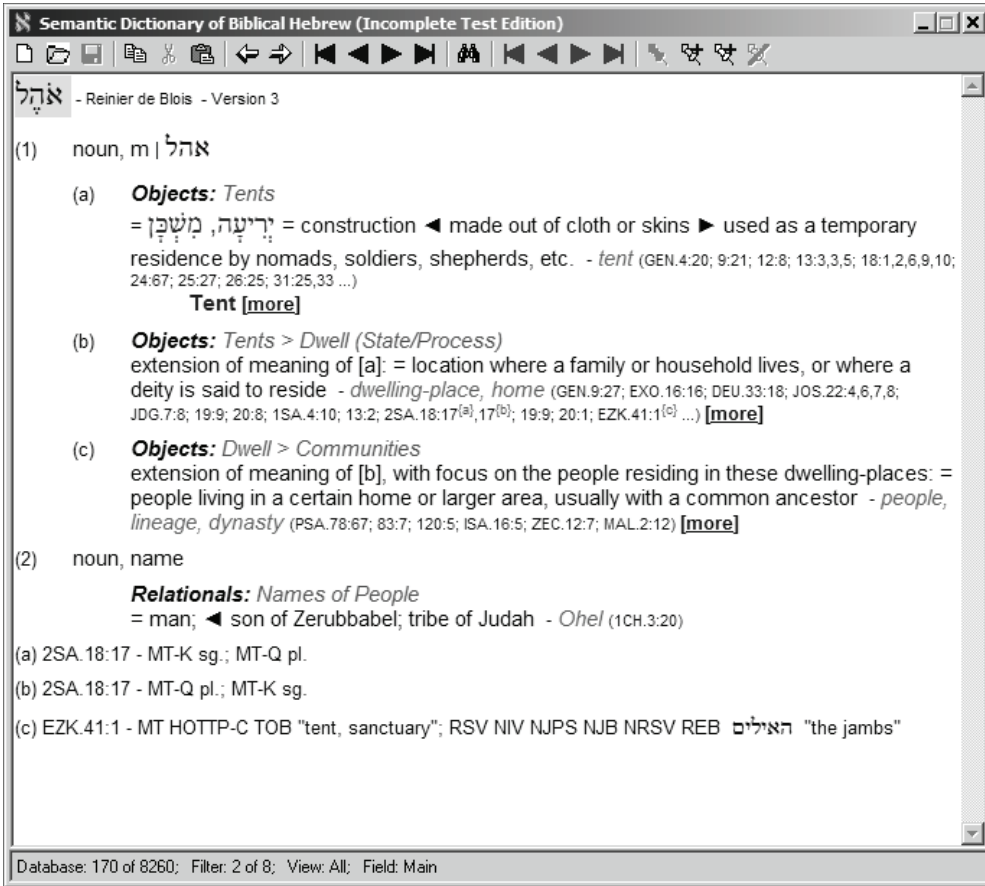 Semantic Dictionary of Biblical Hebrew (Incomplete Test Edition)
אֹהֶל - Reinier de Blois - Version 3
(1) noun, m | אהל
(a) Objects: Tents
= יְרִיעָה, מִשְׁכָּן = construction ◄ made out of cloth or skins ► used as a temporary
residence by nomads, soldiers, shepherds, etc. - tent (GEN.4:20; 9:21; 12:8; 13:3,3,5; 18:1,2,6,9,10;
24:67; 25:27; 26:25; 31:25,33 ...)
Tent [more]
(b) Objects: Tents > Dwell (State/Process)
extension of meaning of [a]: = location where a family or household lives, or where a
deity is said to reside - dwelling-place, home (GEN.9:27; EXO.16:16; DEU.33:18; JOS.22:4,6,7,8;
JDG.7:8; 19:9; 20:8; 1SA.4:10; 13:2; 2SA.18:17{a},17{b}; 19:9; 20:1; EZK.41:1{c} ...) [more]
(c) Objects: Dwell > Communities
extension of meaning of [b], with focus on the people residing in these dwelling-places: =
people living in a certain home or larger area, usually with a common ancestor - people,
lineage, dynasty (PSA.78:67; 83:7; 120:5; ISA.16:5; ZEC.12:7; MAL.2:12) [more]
(2) noun, name
Relationals: Names of People
= man; ◄ son of Zerubbabel; tribe of Judah - Ohel (1CH.3:20)
(a) 2SA.18:17 - MT-K sg.; MT-Q pl.
(b) 2SA.18:17 - MT-Q pl.; MT-K sg.
(c) EZK.41:1 - MT HOTTP-C TOB "tent, sanctuary"; RSV NIV NJPS NJB NRSV REB האילים "the jambs"
Database: 170 of 8260; Filter: 2 of 8; View: All; Field: Main